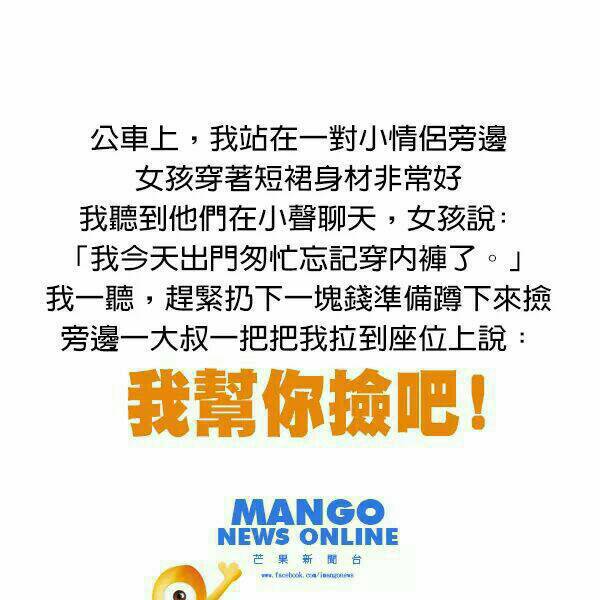 公車上，我站在一對小情侶旁邊
女孩穿著短裙身材非常好
我聽到他們在小聲聊天，女孩說：
「我今天出門匆忙忘記穿內褲了。」
我一聽，趕緊扔下一塊錢準備蹲下來撿
旁邊一大叔一把把我拉到座位上說：
我幫你撿吧！
MANGO
NEWS ONLINE
芒果新聞台
www.facebook.com/imangonews